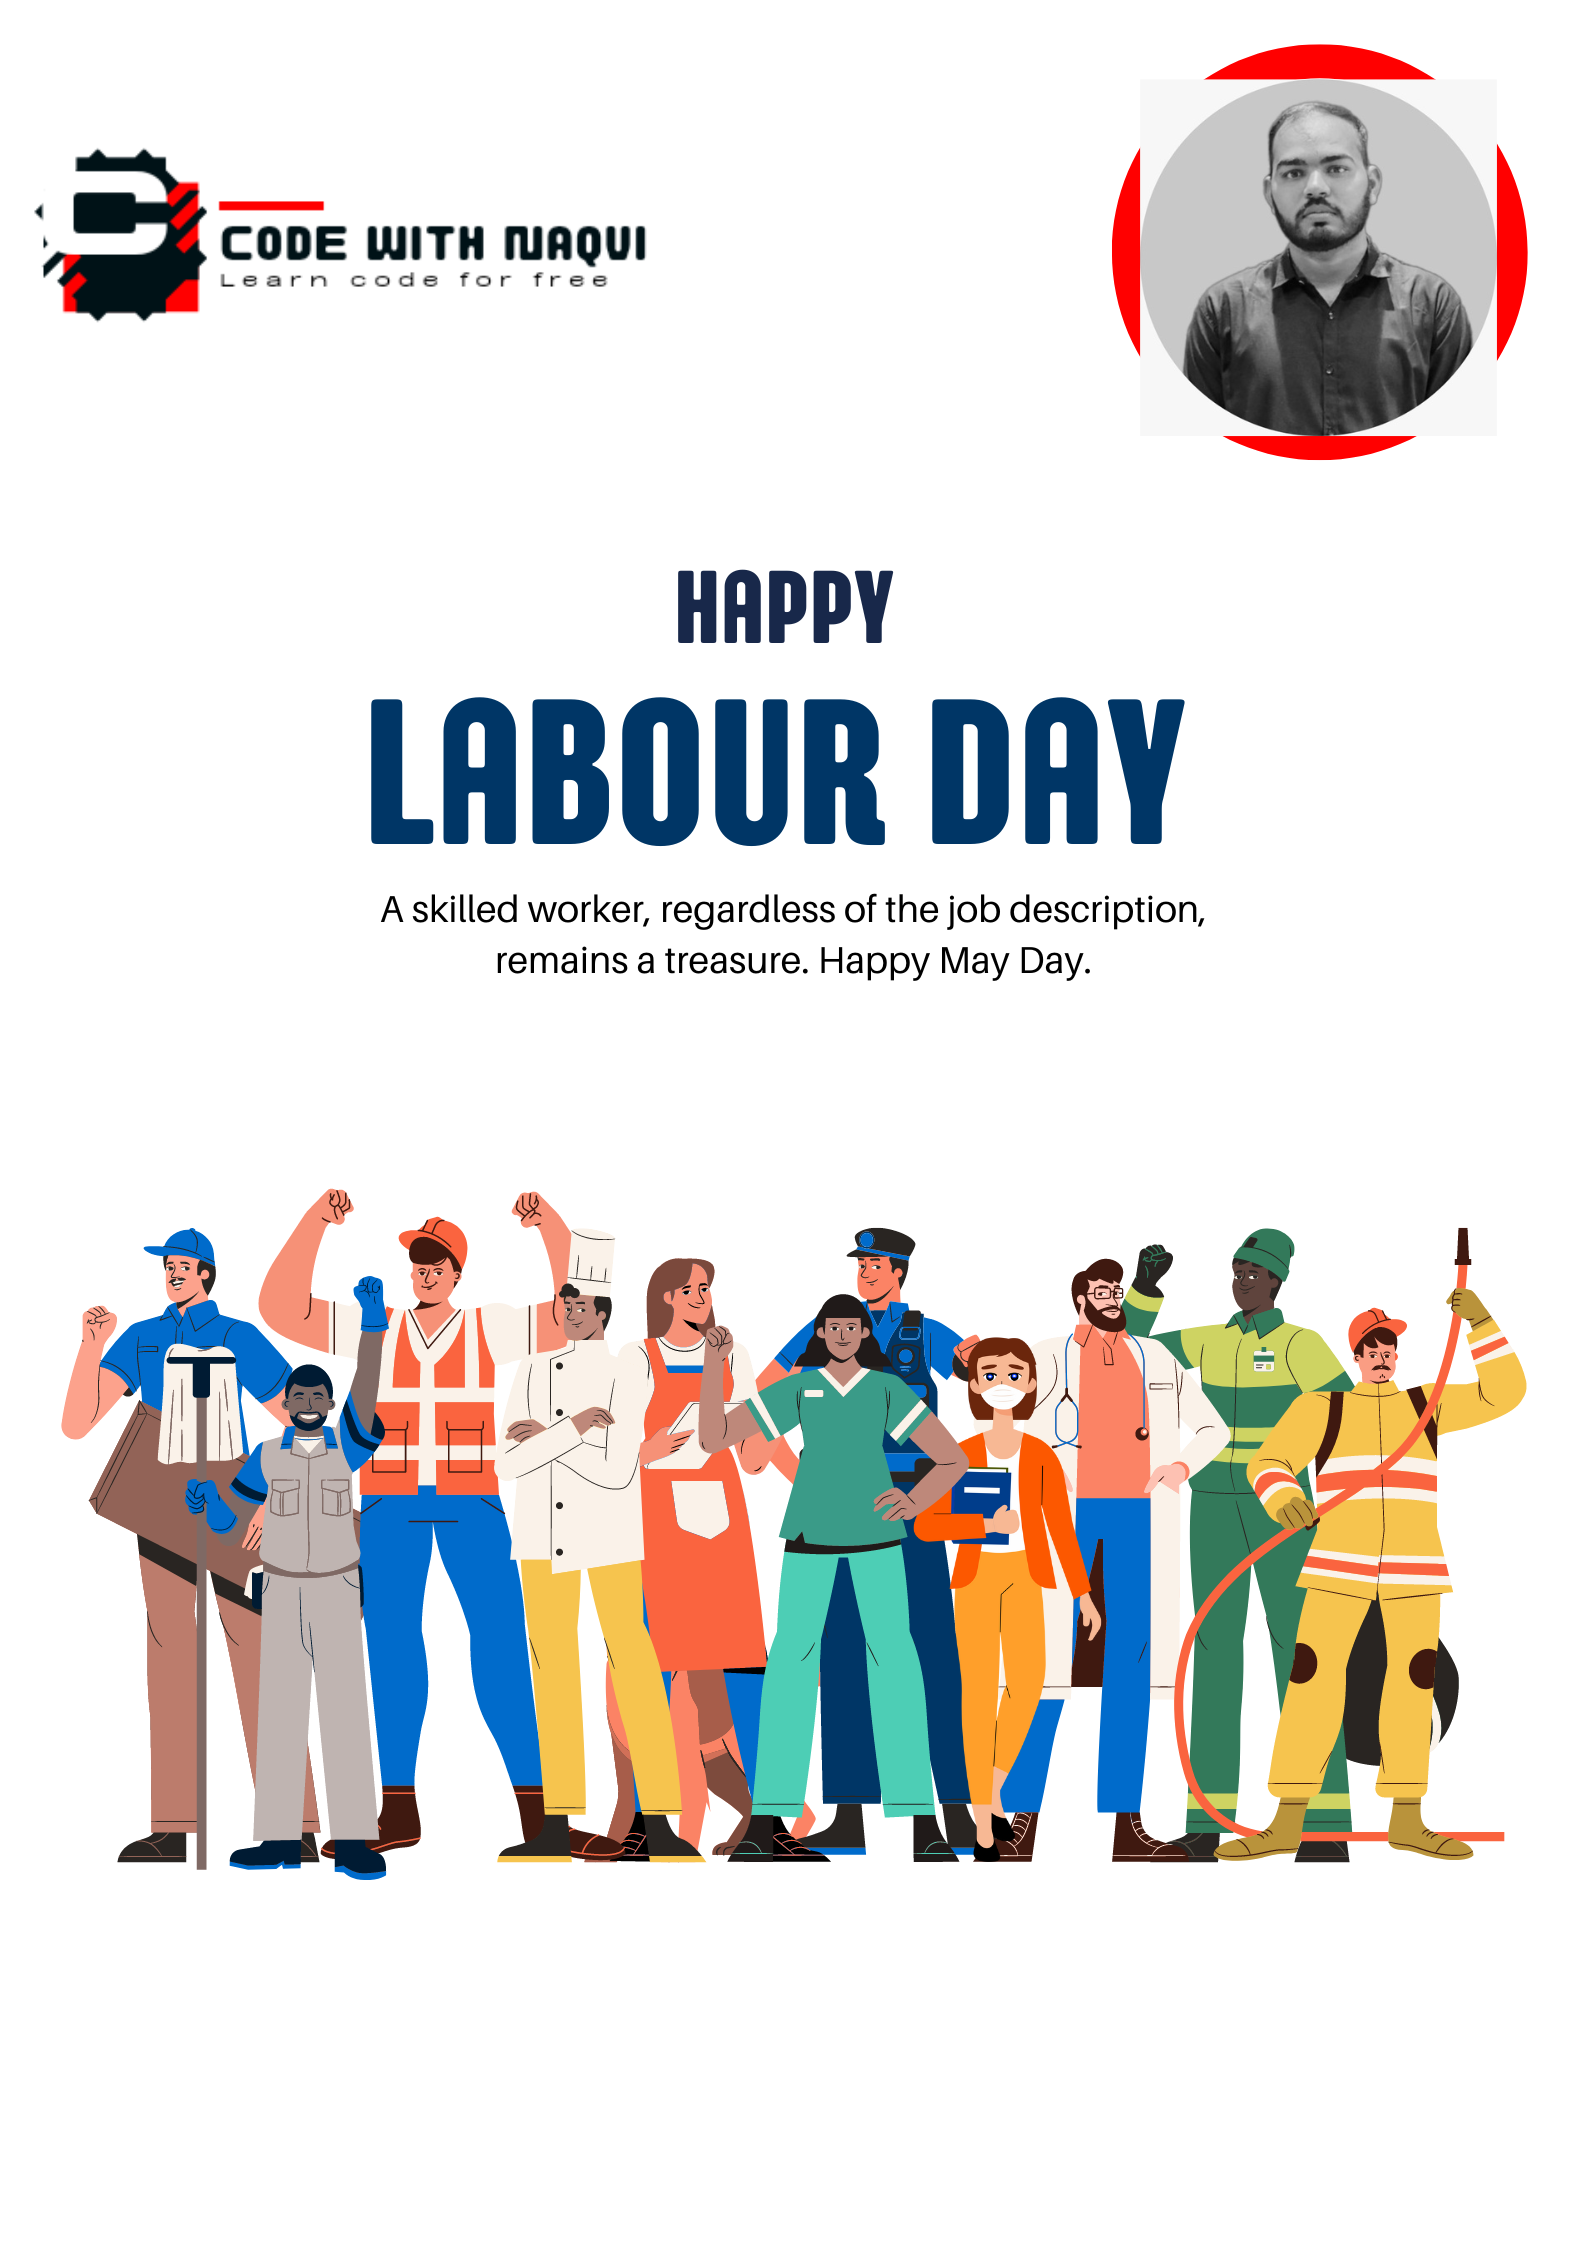 CODE WITH NAQVI
Learn code for free
HAPPY
LABOUR DAY
A skilled worker, regardless of the job description,
remains a treasure. Happy May Day.